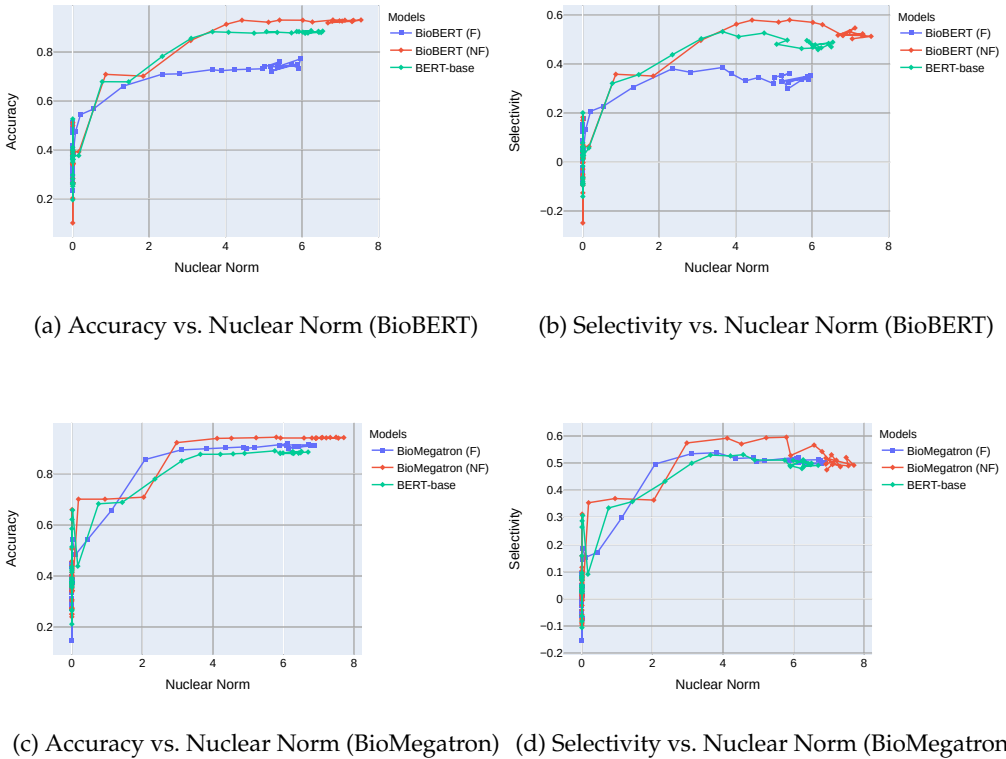 Models
BioBERT (F)
BioBERT (NF)
BERT-base
0.8
0.6
0.4
0.2
Accuracy
0 2 4 6 8
Nuclear Norm
Models
BioBERT (F)
BioBERT (NF)
BERT-base
0.6
0.4
0.2
0
−0.2
Selectivity
0 2 4 6 8
Nuclear Norm
(a) Accuracy vs. Nuclear Norm (BioBERT)
(b) Selectivity vs. Nuclear Norm (BioBERT)
Models
BioMegatron (F)
BioMegatron (NF)
BERT-base
0.8
0.6
0.4
0.2
Accuracy
0 2 4 6 8
Nuclear Norm
Models
BioMegatron (F)
BioMegatron (NF)
BERT-base
0.6
0.5
0.4
0.3
0.2
0.1
0
−0.1
−0.2
Selectivity
0 2 4 6 8
Nuclear Norm
(c) Accuracy vs. Nuclear Norm (BioMegatron)
(d) Selectivity vs. Nuclear Norm (BioMegatron